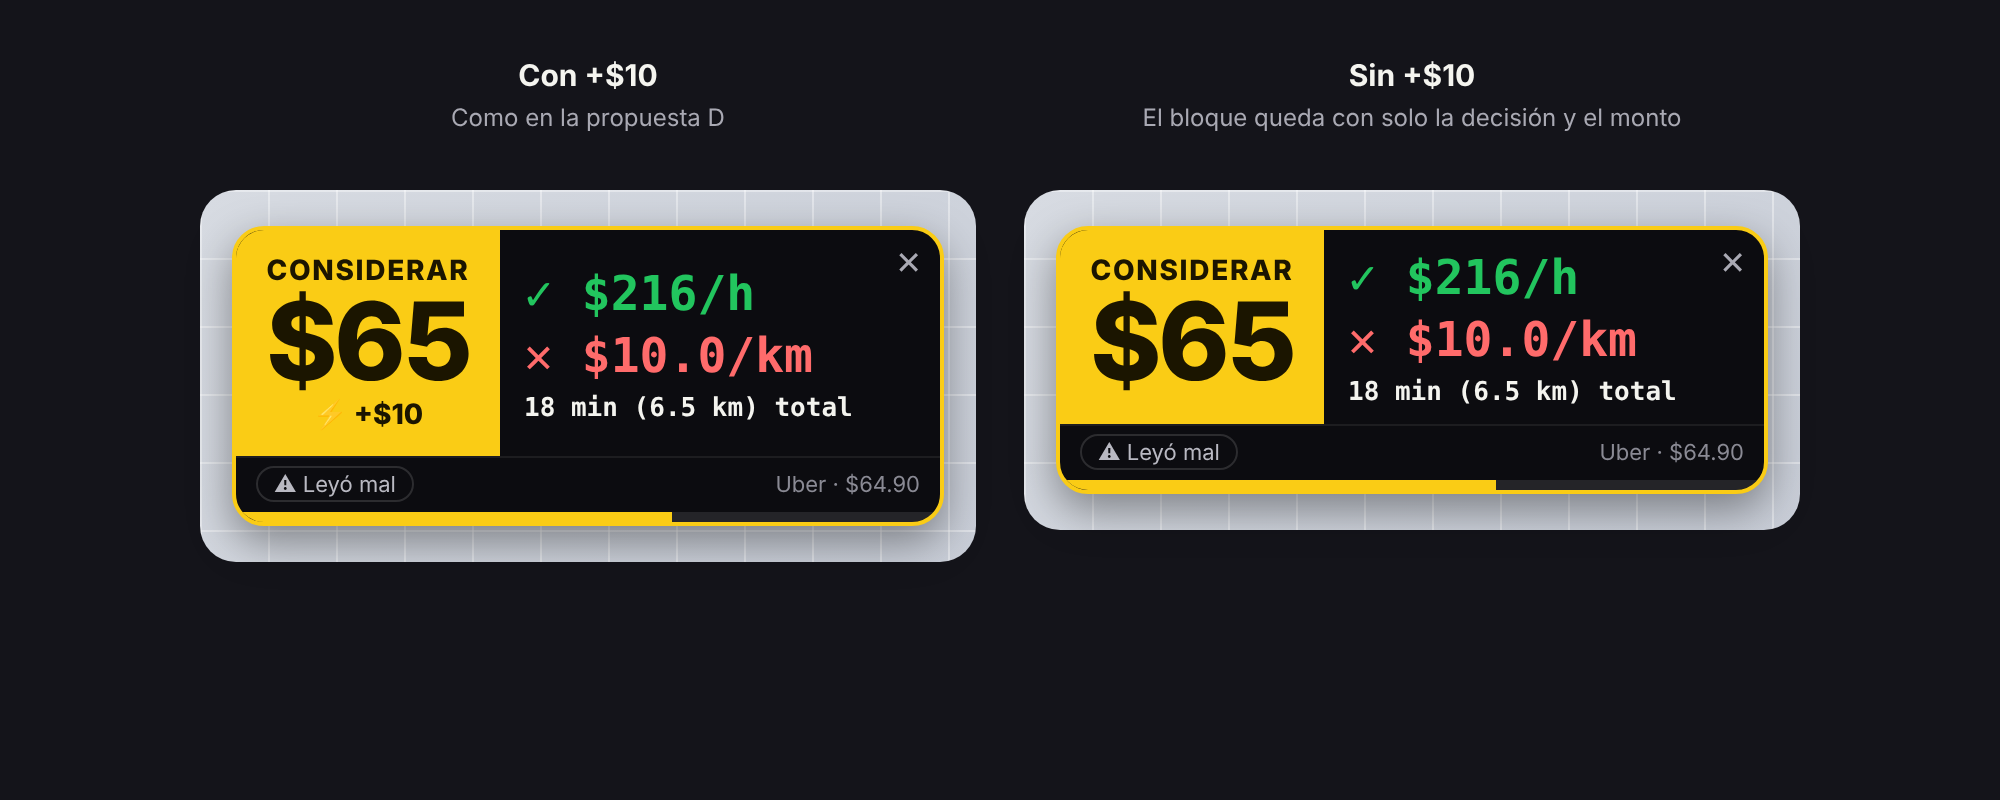 Con +$10
Como en la propuesta D
CONSIDERAR
$65
⚡ +$10
✓ $216/h
✕ $10.0/km
18 min (6.5 km) total
✕
⚠ Leyó mal
Uber · $64.90
Sin +$10
El bloque queda con solo la decisión y el monto
CONSIDERAR
$65
✓ $216/h
✕ $10.0/km
18 min (6.5 km) total
✕
⚠ Leyó mal
Uber · $64.90